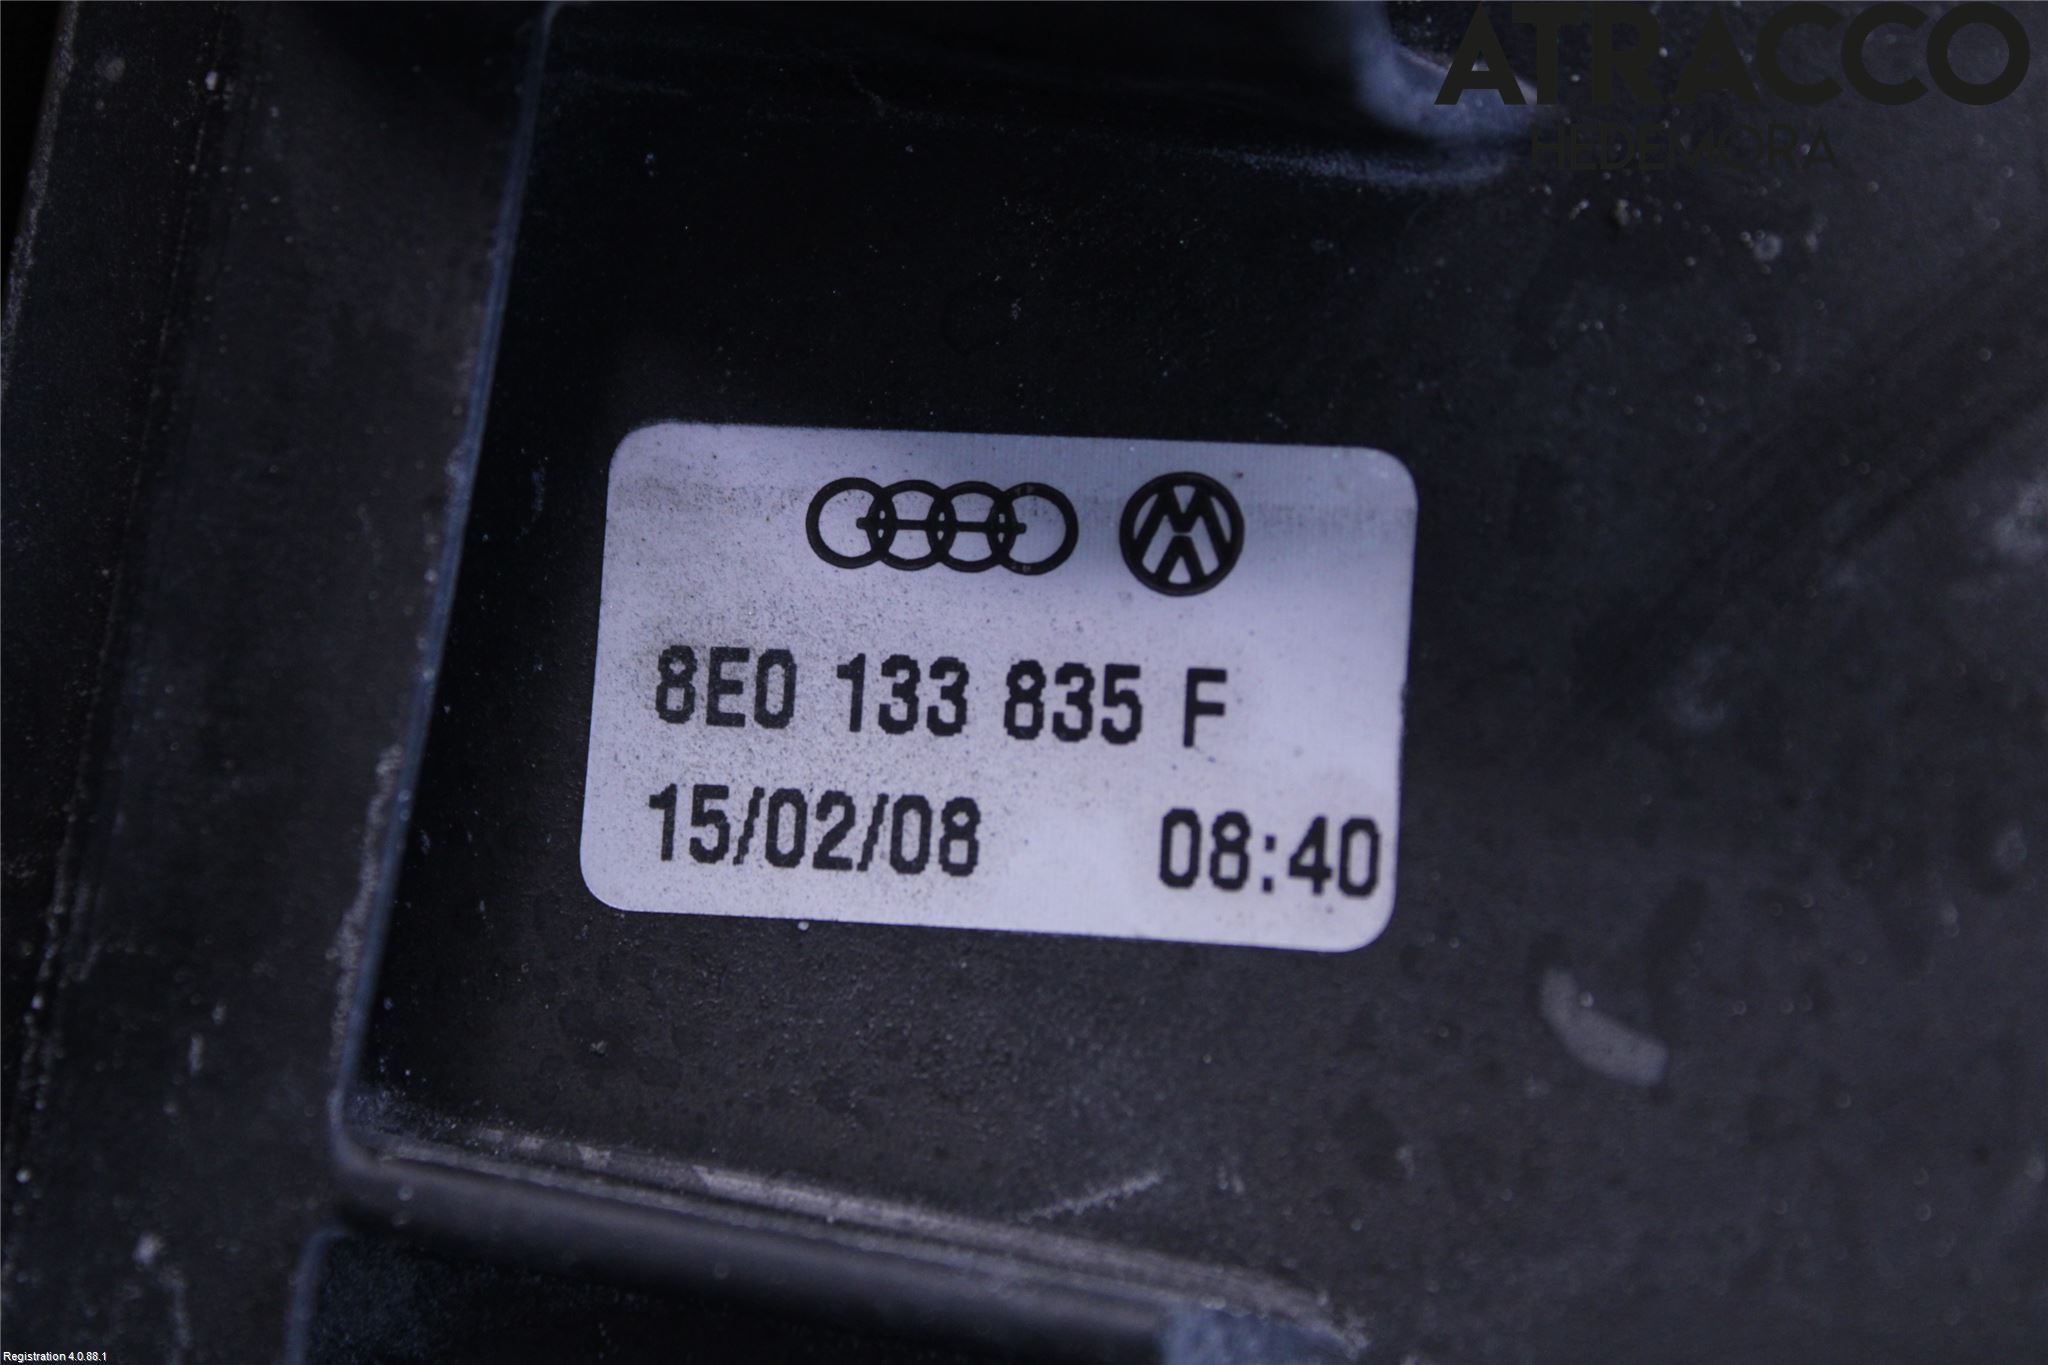 ATRACCO
HEDEMORA
8E0 133 835 F
15/02/08 08:40
Registration 4.0.88.1